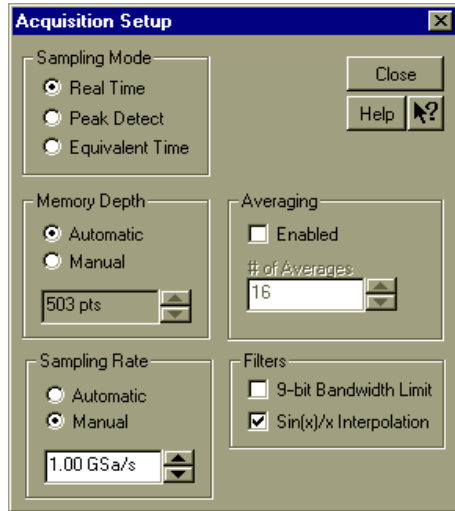 Acquisition Setup
Sampling Mode
Real Time
Peak Detect
Equivalent Time
Close
Help
?
Memory Depth
Automatic
Manual
503 pts
Averaging
Enabled
# of Averages
16
Sampling Rate
Automatic
Manual
1.00 GSa/s
Filters
9-bit Bandwidth Limit
Sin(x)/x Interpolation